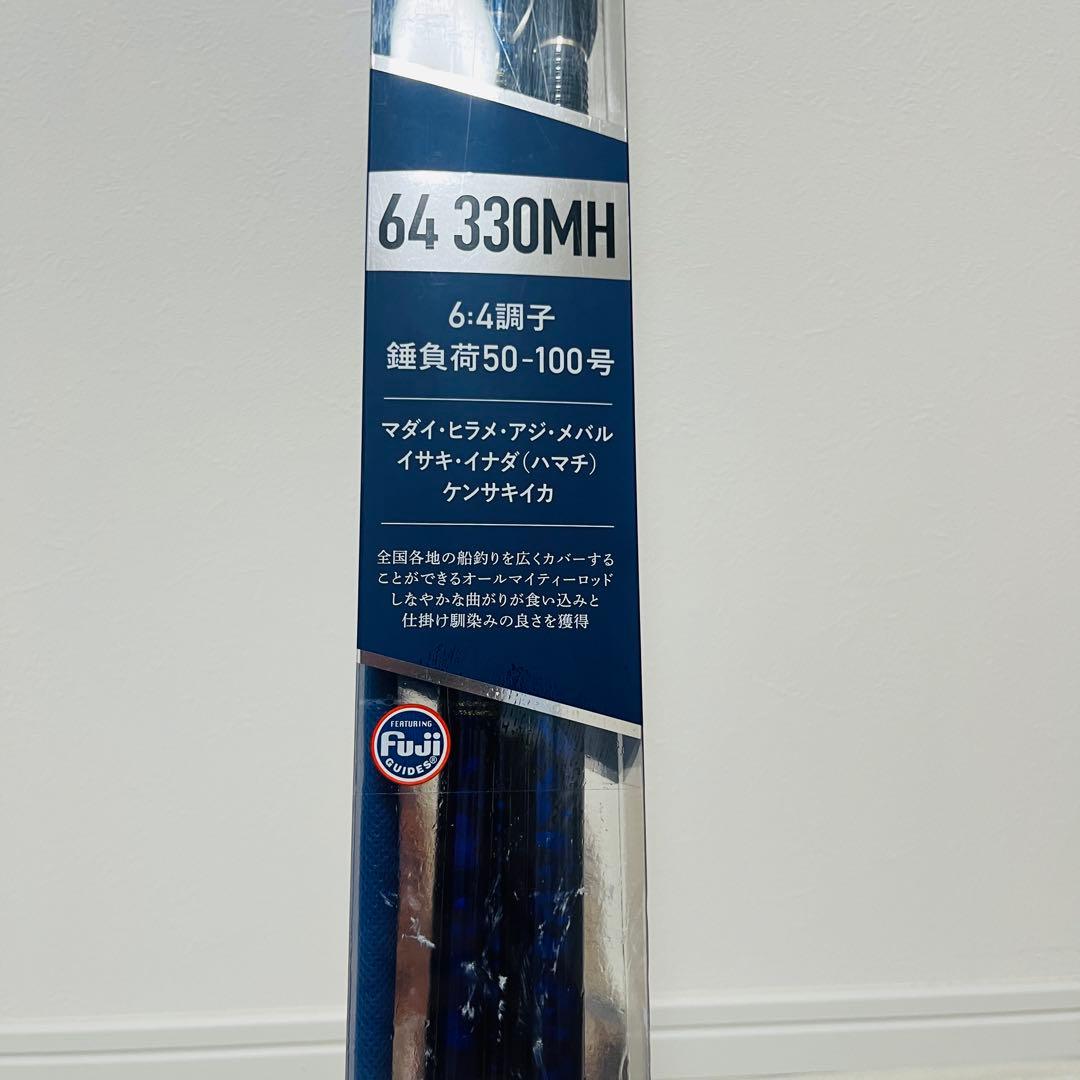 64 330MH
6:4調子
錘負荷50-100号
マダイ・ヒラメ・アジ・メバル
イサキ・イナダ(ハマチ)
ケンサキイカ
全国各地の船釣りを広くカバーする
ことができるオールマイティーロッド
しなやかな曲がりが食い込みと
仕掛け馴染みの良さを獲得
FEATURING
Fuji
GUIDES®